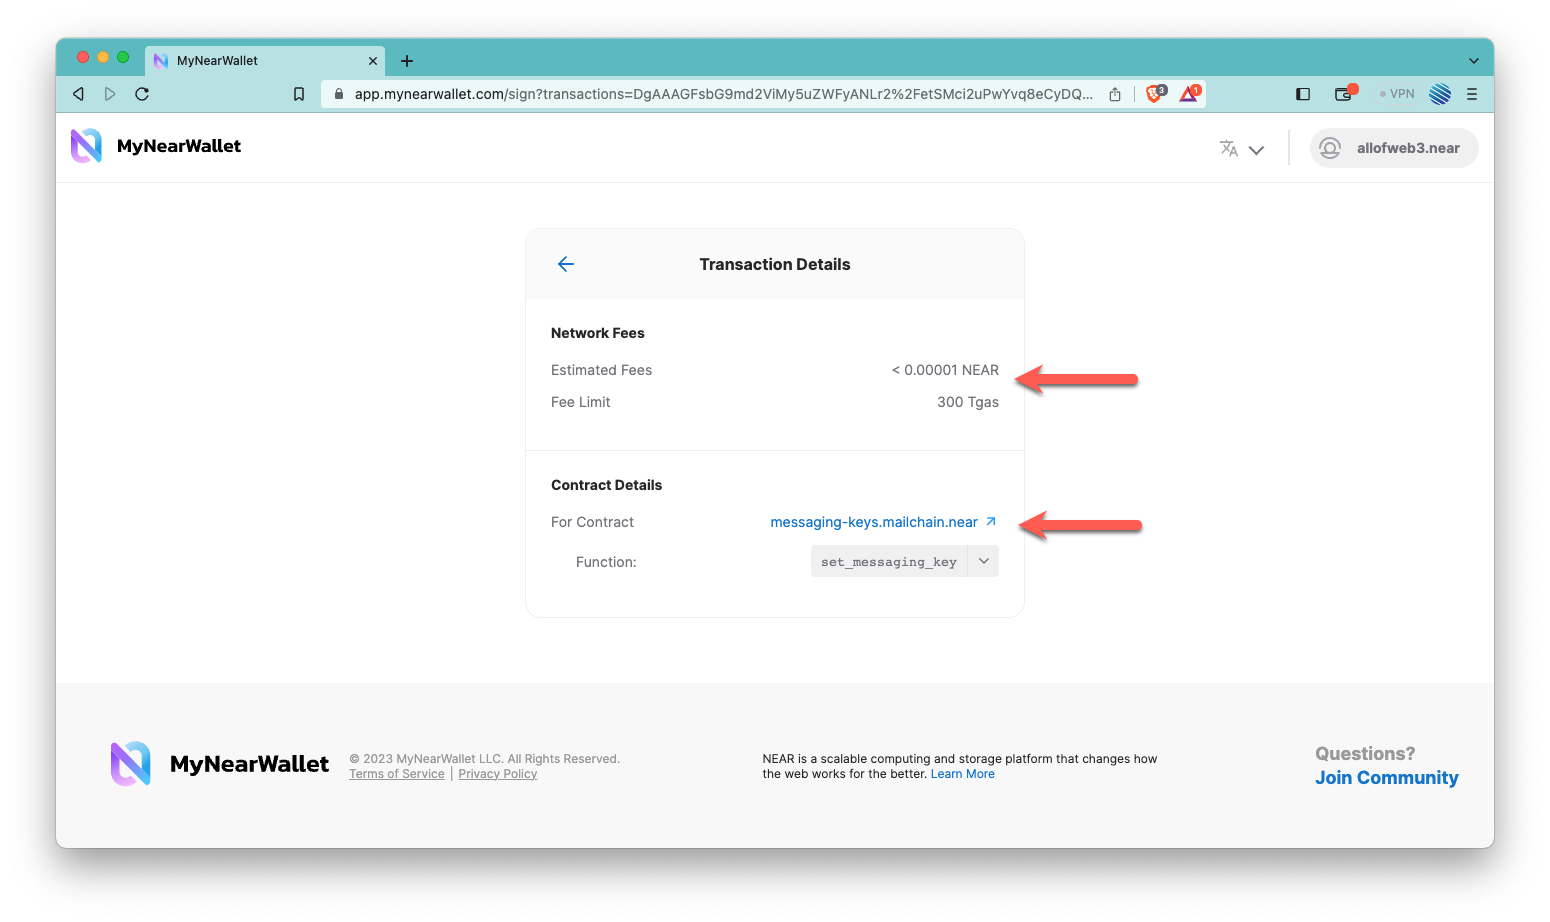 MyNearWallet
app.mynearwallet.com/sign?transactions=DgAAAGFsbG9md2ViMy5uZWFyANLr2%2FetSMci2uPwYvq8eCyDQ...
3
1
VPN
MyNearWallet
allofweb3.near
Transaction Details
Network Fees
Estimated Fees < 0.00001 NEAR
Fee Limit 300 Tgas
Contract Details
For Contract messaging-keys.mailchain.near
Function: set_messaging_key
MyNearWallet
© 2023 MyNearWallet LLC. All Rights Reserved.
Terms of Service | Privacy Policy
NEAR is a scalable computing and storage platform that changes how
the web works for the better. Learn More
Questions?
Join Community